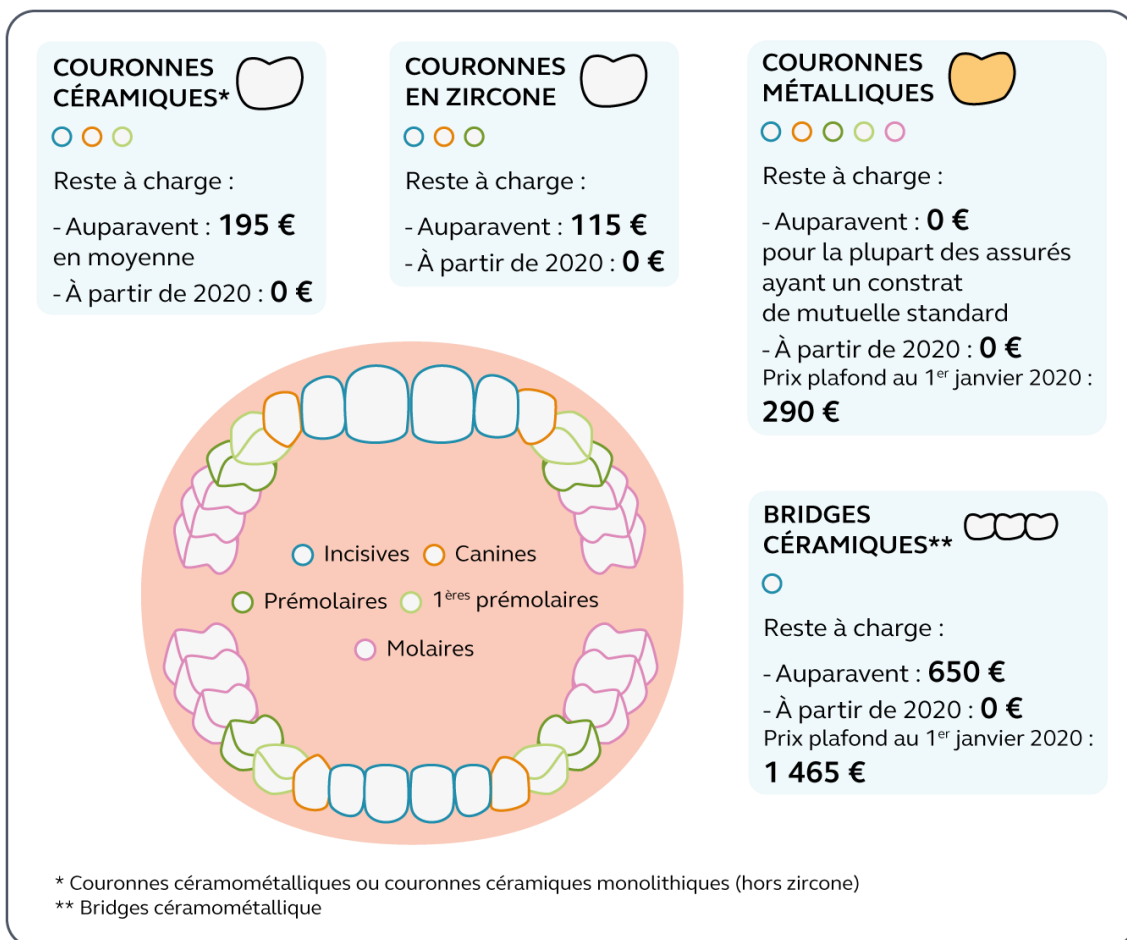 COURONNES
CÉRAMIQUES*
Reste à charge :
- Auparavent : 195 €
en moyenne
- À partir de 2020 : 0 €
COURONNES
EN ZIRCONE
Reste à charge :
- Auparavent : 115 €
- À partir de 2020 : 0 €
COURONNES
MÉTALLIQUES
Reste à charge :
- Auparavent : 0 €
pour la plupart des assurés
ayant un constrat
de mutuelle standard
- À partir de 2020 : 0 €
Prix plafond au 1er janvier 2020 :
290 €
Incisives Canines
Prémolaires 1ères prémolaires
Molaires
BRIDGES
CÉRAMIQUES**
Reste à charge :
- Auparavent : 650 €
- À partir de 2020 : 0 €
Prix plafond au 1er janvier 2020 :
1 465 €
* Couronnes céramométalliques ou couronnes céramiques monolithiques (hors zircone)
** Bridges céramométallique